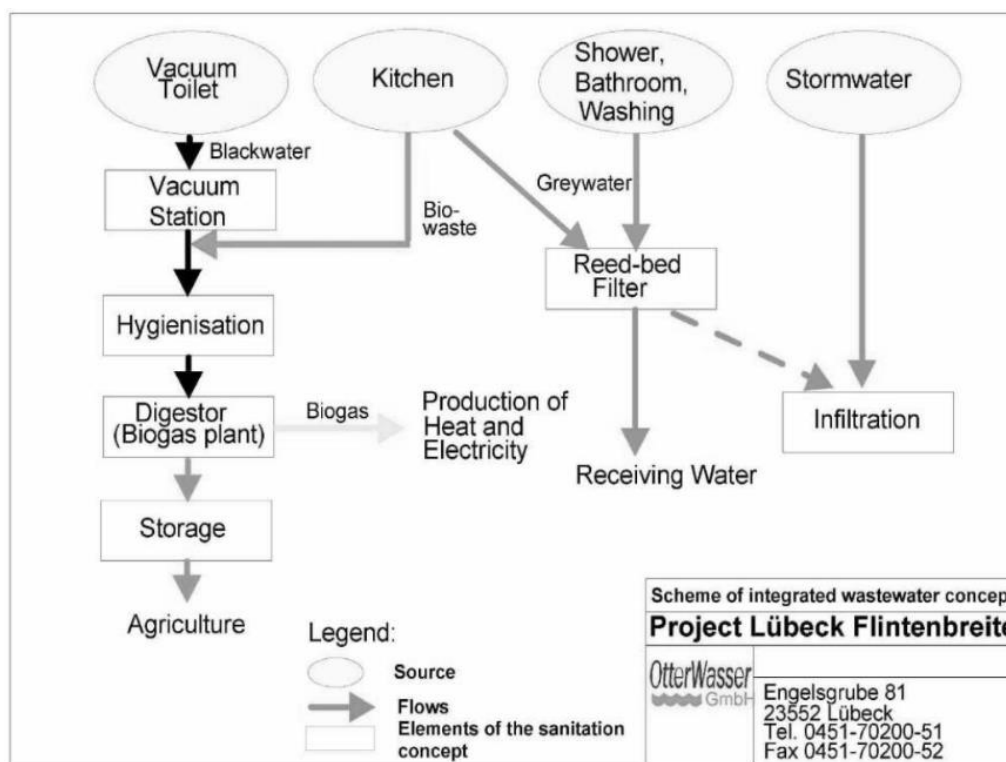 Vacuum
Toilet
Kitchen
Shower,
Bathroom,
Washing
Stormwater
Blackwater
Vacuum
Station
Bio-
waste
Greywater
Reed-bed
Filter
Hygienisation
Digestor
(Biogas plant)
Biogas
Production of
Heat and
Electricity
Infiltration
Receiving Water
Storage
Agriculture
Legend:
Source
Flows
Elements of the sanitation
concept
Scheme of integrated wastewater concep
Project Lübeck Flintenbreite
OtterWasser
GmbH
Engelsgrube 81
23552 Lübeck
Tel. 0451-70200-51
Fax 0451-70200-52